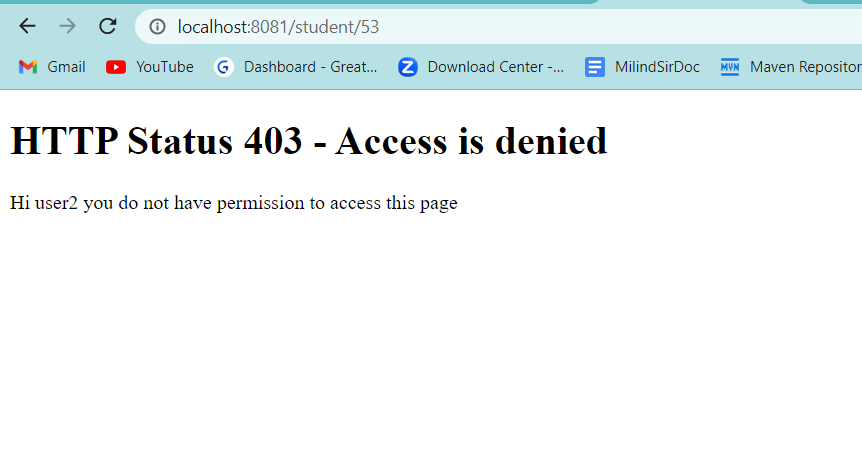 localhost:8081/student/53
Gmail YouTube G Dashboard - Great... Z Download Center -... MilindSirDoc MVN Maven Repositor
HTTP Status 403 - Access is denied
Hi user2 you do not have permission to access this page